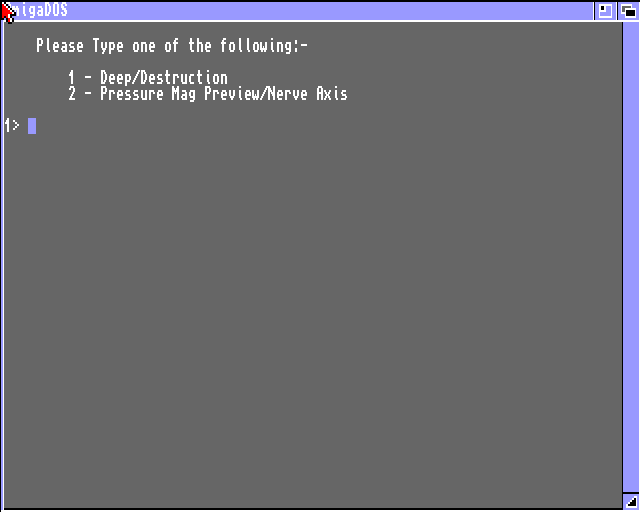 migaDOS
Please Type one of the following:-
1 - Deep/Destruction
2 - Pressure Mag Preview/Nerve Axis
1>